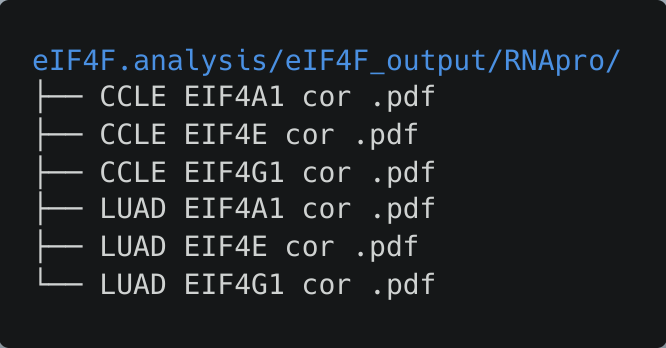 eIF4F.analysis/eIF4F_output/RNApro/
├── CCLE EIF4A1 cor .pdf
├── CCLE EIF4E cor .pdf
├── CCLE EIF4G1 cor .pdf
├── LUAD EIF4A1 cor .pdf
├── LUAD EIF4E cor .pdf
└── LUAD EIF4G1 cor .pdf